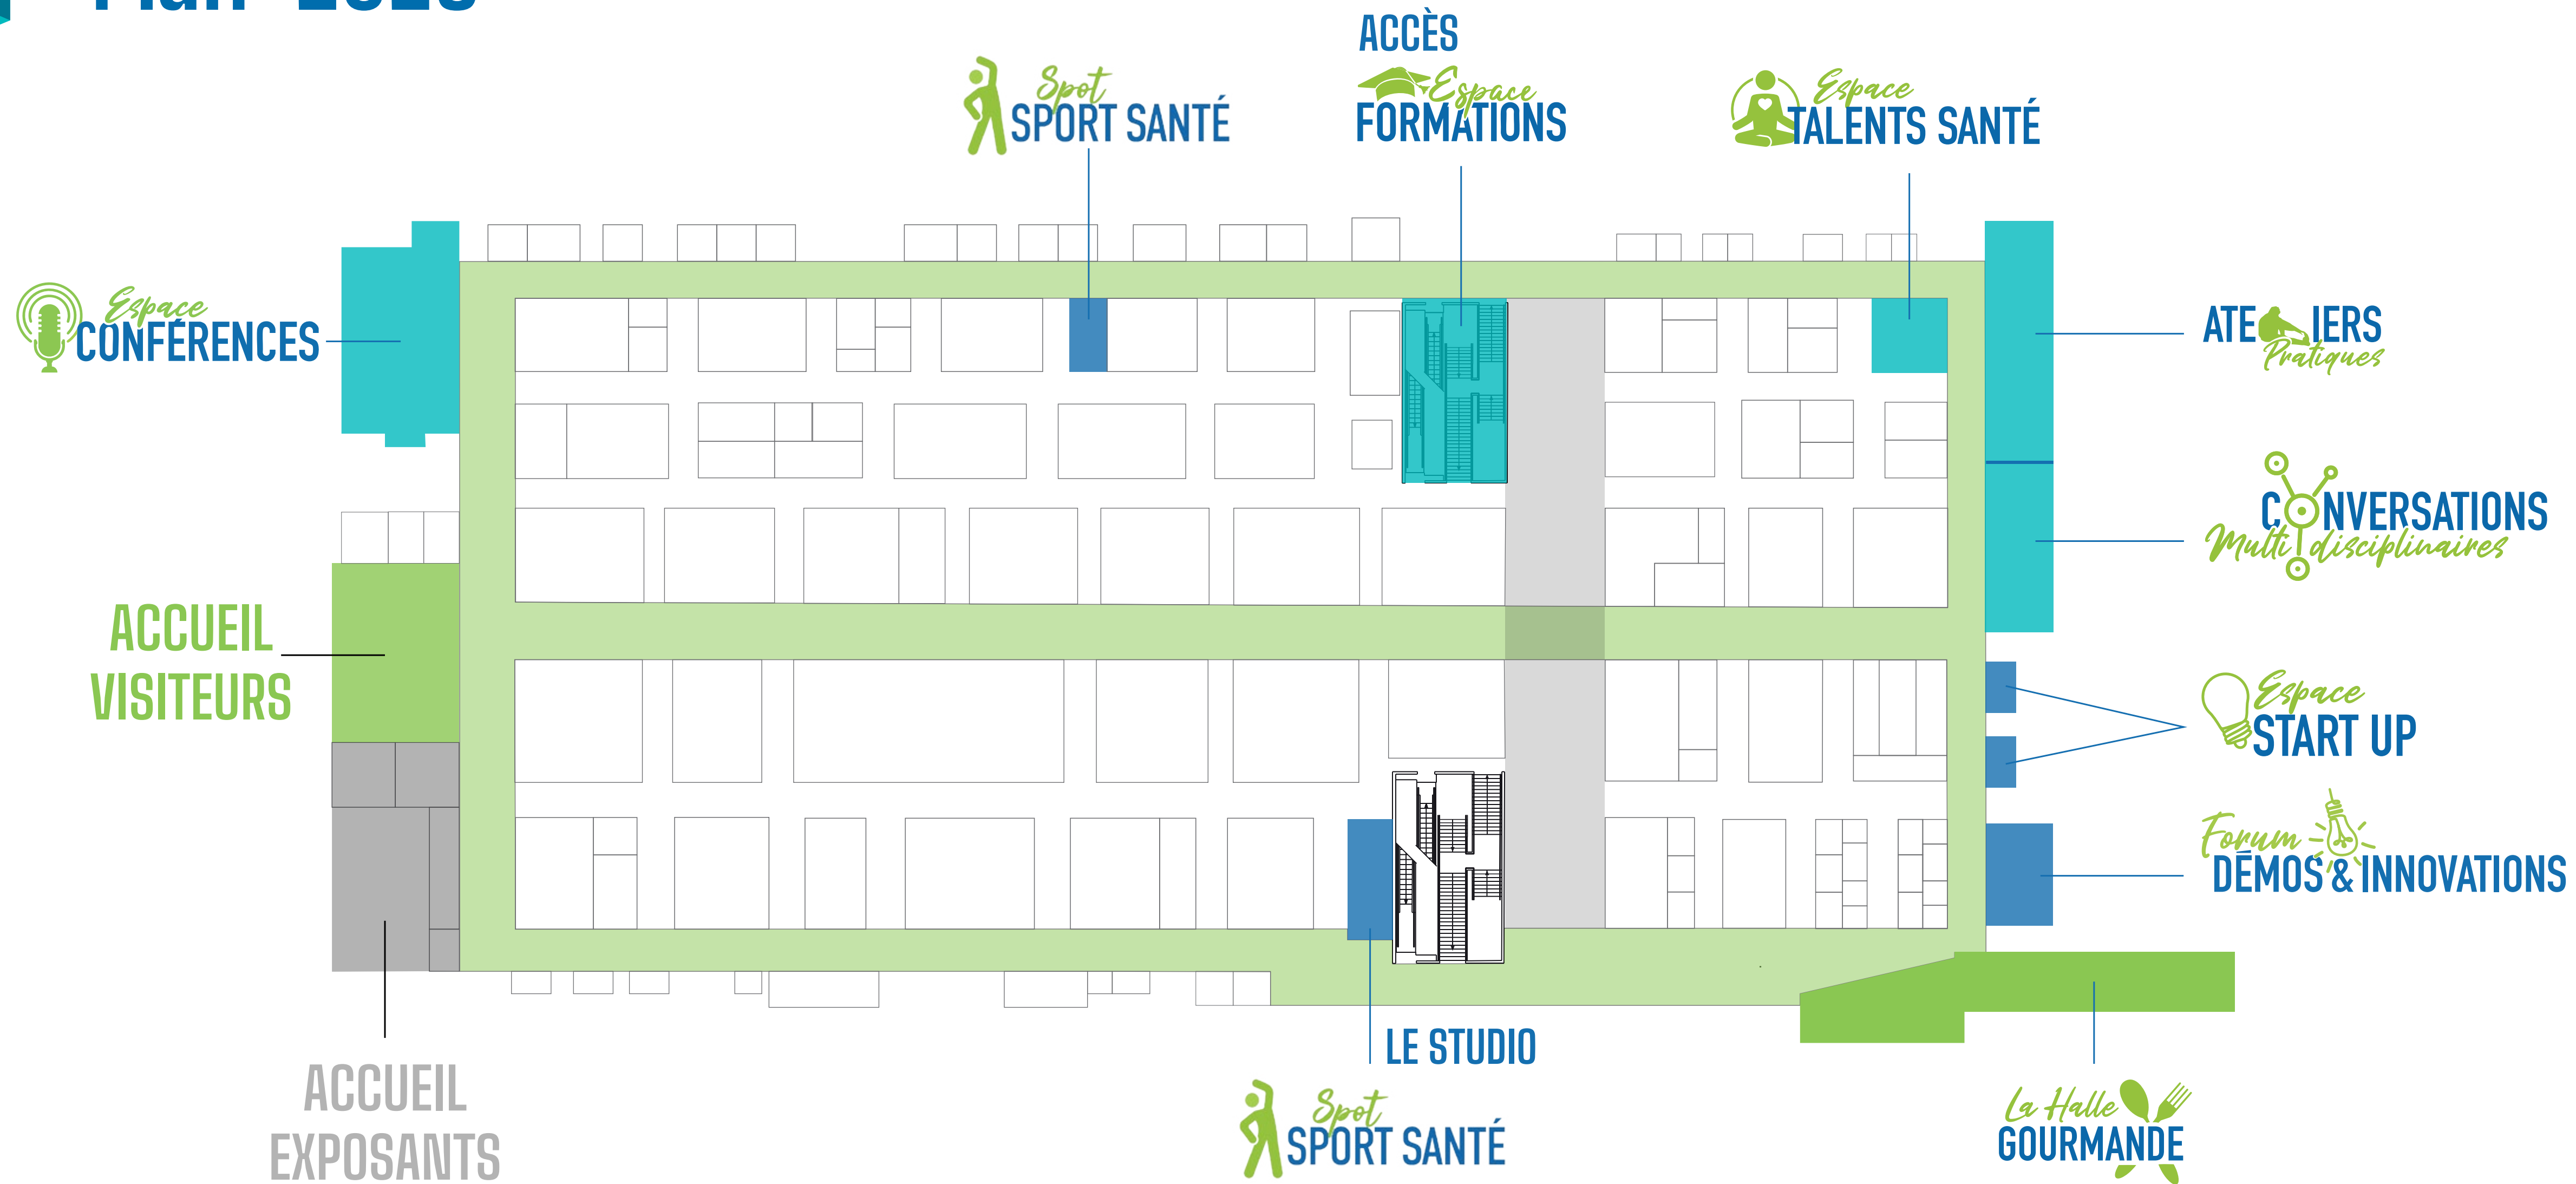 ACCÈS
Spot
SPORT SANTÉ
Espace
FORMATIONS
Espace
TALENTS SANTÉ
Espace
CONFÉRENCES
ATELIERS
Pratiques
CONVERSATIONS
Multidisciplinaires
ACCUEIL
VISITEURS
Espace
START UP
Forum
DÉMOS & INNOVATIONS
LE STUDIO
ACCUEIL
EXPOSANTS
Spot
SPORT SANTÉ
La Halle
GOURMANDE